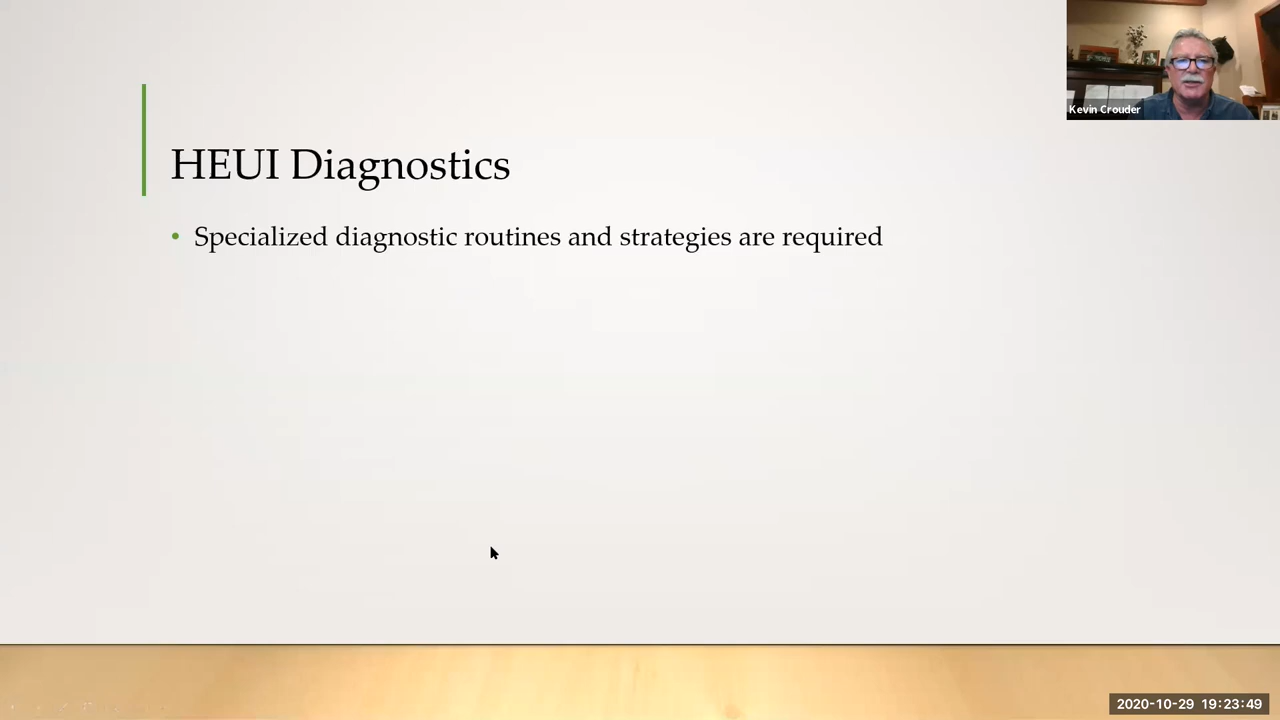 Kevin Crouder
HEUI Diagnostics
• Specialized diagnostic routines and strategies are required
2020-10-29 19:23:49